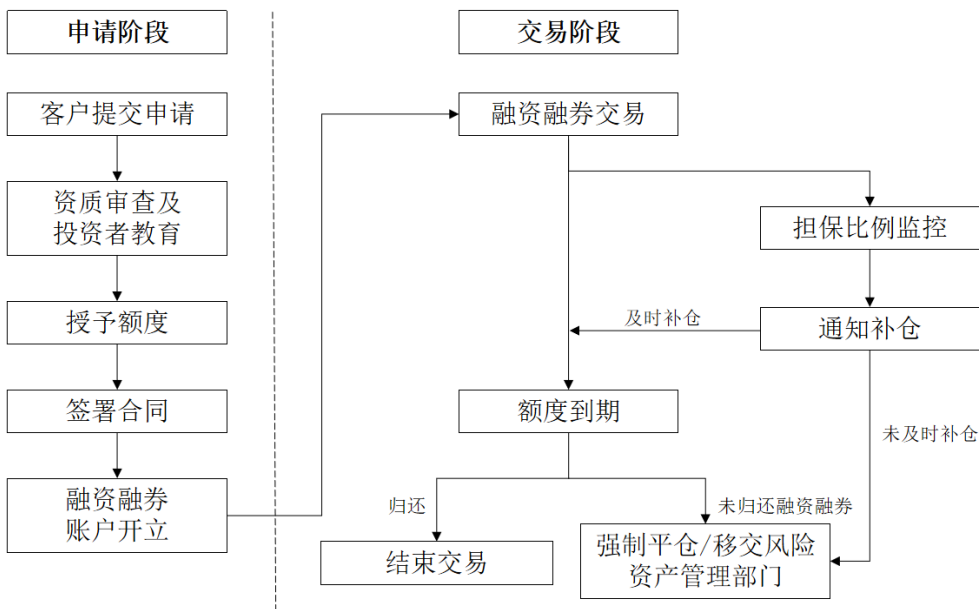 申请阶段
客户提交申请
资质审查及
投资者教育
授予额度
签署合同
融资融券
账户开立
交易阶段
融资融券交易
担保比例监控
通知补仓
及时补仓
未及时补仓
额度到期
归还
未归还融资融券
结束交易
强制平仓/移交风险
资产管理部门